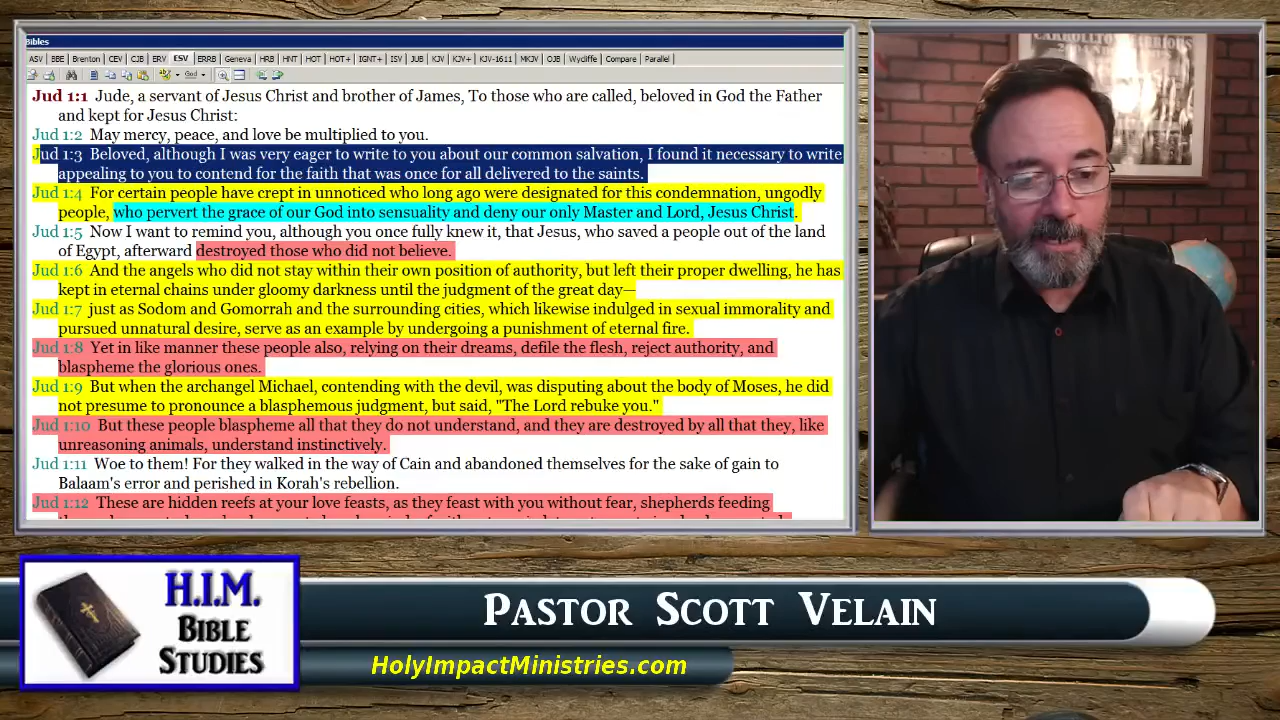 Bibles
ASV BBE Brenton CEV CJB ERV ESV ERRB Geneva HRB HNT HOT HOT+ IGNT+ ISV JUB KJV KJV+ KJV-1611 MKJV OJB Wycliffe Compare Parallel
Jud 1:1 Jude, a servant of Jesus Christ and brother of James, To those who are called, beloved in God the Father
and kept for Jesus Christ:
Jud 1:2 May mercy, peace, and love be multiplied to you.
Jud 1:3 Beloved, although I was very eager to write to you about our common salvation, I found it necessary to write
appealing to you to contend for the faith that was once for all delivered to the saints.
Jud 1:4 For certain people have crept in unnoticed who long ago were designated for this condemnation, ungodly
people, who pervert the grace of our God into sensuality and deny our only Master and Lord, Jesus Christ.
Jud 1:5 Now I want to remind you, although you once fully knew it, that Jesus, who saved a people out of the land
of Egypt, afterward destroyed those who did not believe.
Jud 1:6 And the angels who did not stay within their own position of authority, but left their proper dwelling, he has
kept in eternal chains under gloomy darkness until the judgment of the great day—
Jud 1:7 just as Sodom and Gomorrah and the surrounding cities, which likewise indulged in sexual immorality and
pursued unnatural desire, serve as an example by undergoing a punishment of eternal fire.
Jud 1:8 Yet in like manner these people also, relying on their dreams, defile the flesh, reject authority, and
blaspheme the glorious ones.
Jud 1:9 But when the archangel Michael, contending with the devil, was disputing about the body of Moses, he did
not presume to pronounce a blasphemous judgment, but said, "The Lord rebuke you."
Jud 1:10 But these people blaspheme all that they do not understand, and they are destroyed by all that they, like
unreasoning animals, understand instinctively.
Jud 1:11 Woe to them! For they walked in the way of Cain and abandoned themselves for the sake of gain to
Balaam's error and perished in Korah's rebellion.
Jud 1:12 These are hidden reefs at your love feasts, as they feast with you without fear, shepherds feeding
CARROLLTON WARRIORS
H.I.M.
BIBLE
STUDIES
PASTOR SCOTT VELAIN
HolyImpactMinistries.com